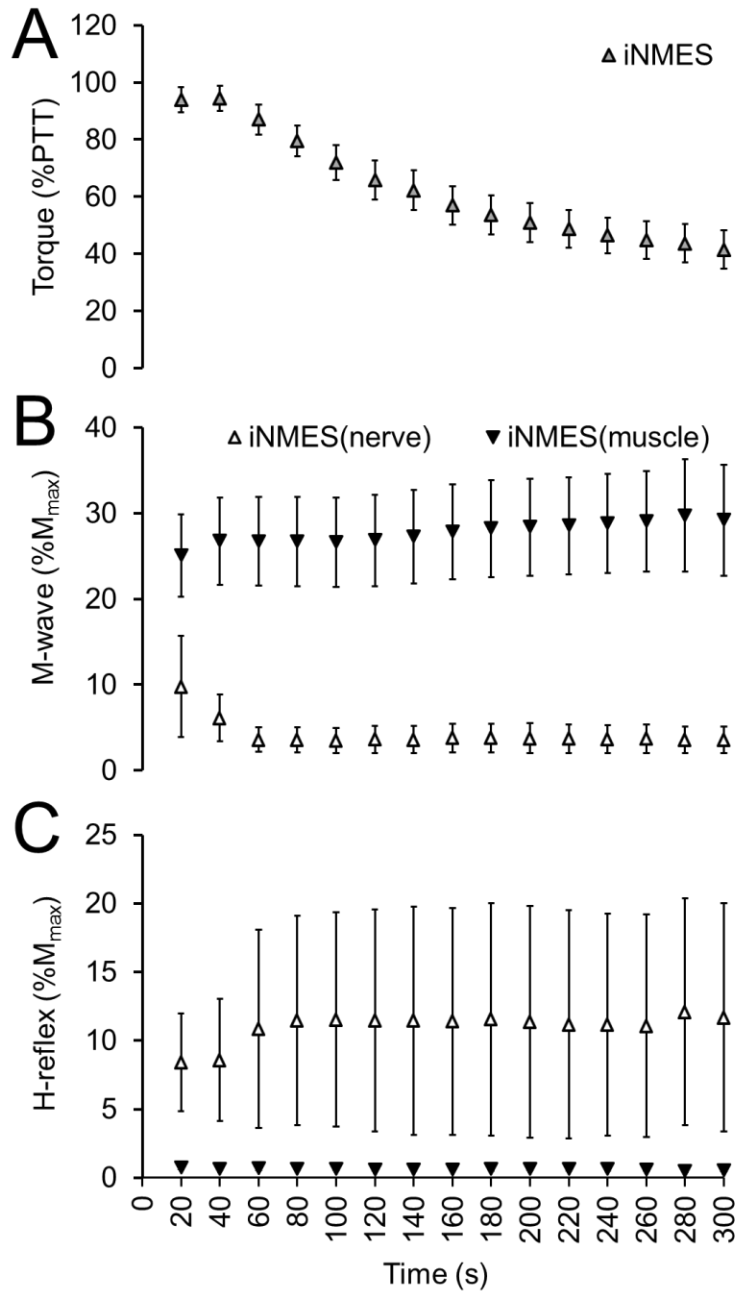 A
Torque (%PTT)
120
100
80
60
40
20
0
iNMES
B
M-wave (%Mmax)
40
30
20
10
0
iNMES(nerve) iNMES(muscle)
C
H-reflex (%Mmax)
25
20
15
10
5
0
0 20 40 60 80 100 120 140 160 180 200 220 240 260 280 300
Time (s)